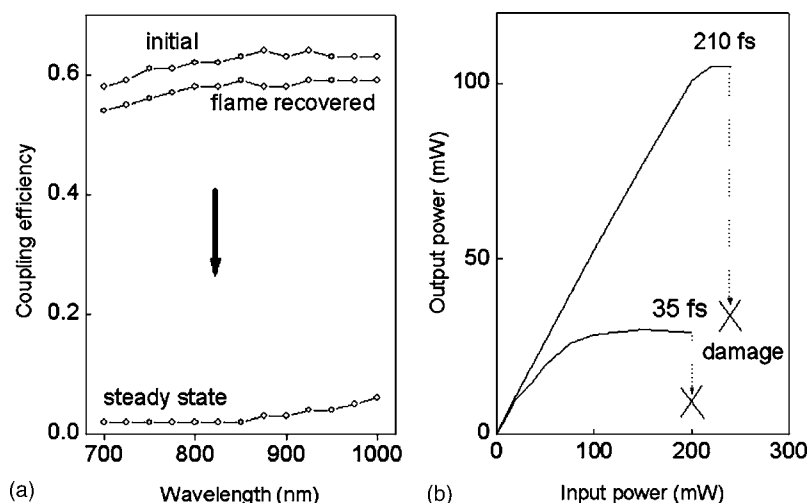 initial
flame recovered
steady state
Coupling efficiency
0.6
0.4
0.2
0.0
700 800 900 1000
Wavelength (nm)
(a)
210 fs
35 fs
damage
Output power (mW)
100
50
0
0 100 200 300
Input power (mW)
(b)